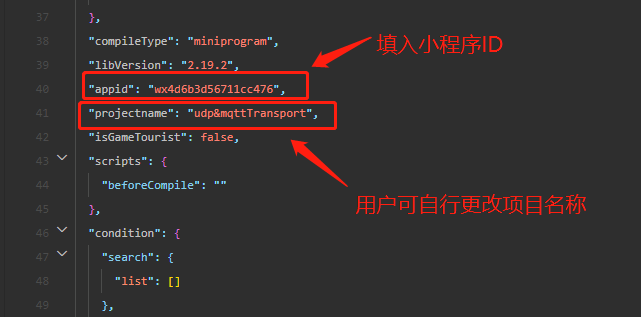 37 },
38 "compileType": "miniprogram",
填入小程序ID
39 "libVersion": "2.19.2",
40 "appid": "wx4d6b3d56711cc476",
41 "projectname": "udp&mqttTransport",
42 "isGameTourist": false,
43 "scripts": {
44 "beforeCompile": ""
用户可自行更改项目名称
45 },
46 "condition": {
47 "search": {
48 "list": []
49 },